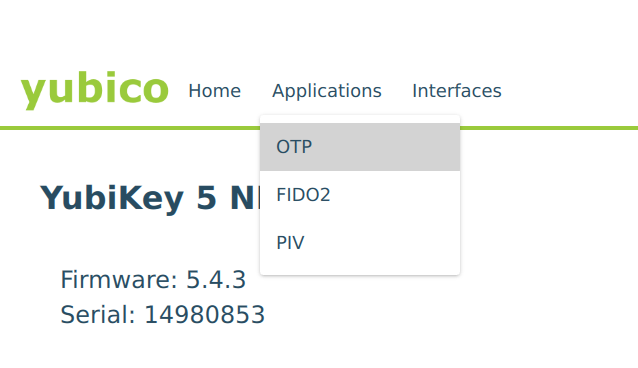 yubico Home Applications Interfaces
OTP
YubiKey 5
FIDO2
PIV
Firmware: 5.4.3
Serial: 14980853